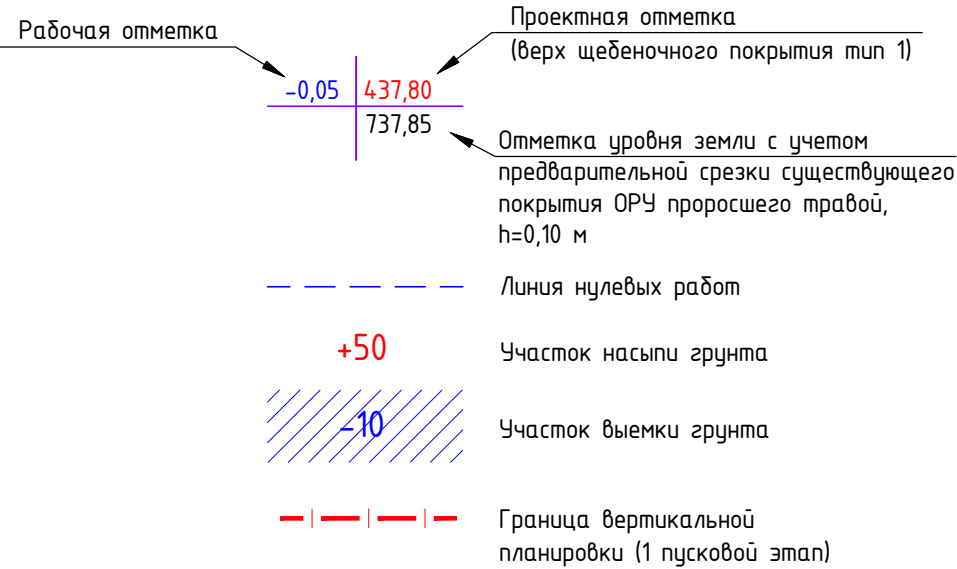 Рабочая отметка
Проектная отметка
(верх щебеночного покрытия тип 1)
-0,05 437,80
737,85
Отметка уровня земли с учетом
предварительной срезки существующего
покрытия ОРУ проросшего травой,
h=0,10 м
Линия нулевых работ
+50 Участок насыпи грунта
-10 Участок выемки грунта
Граница вертикальной
планировки (1 пусковой этап)